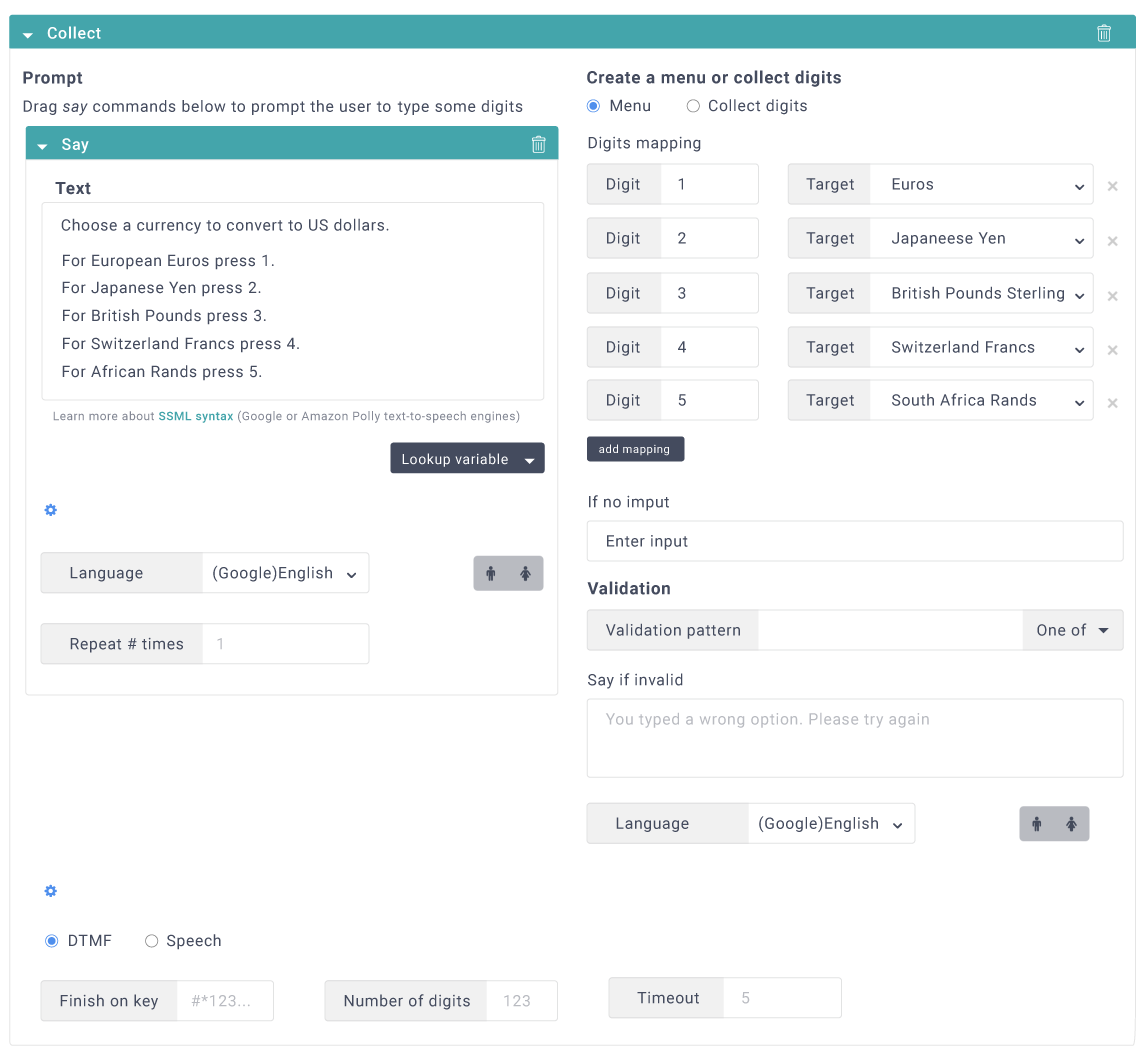 Collect
Prompt
Drag say commands below to prompt the user to type some digits
Say
Text
Choose a currency to convert to US dollars.
For European Euros press 1.
For Japanese Yen press 2.
For British Pounds press 3.
For Switzerland Francs press 4.
For African Rands press 5.
Learn more about SSML syntax (Google or Amazon Polly text-to-speech engines)
Lookup variable
Language (Google)English
Repeat # times 1
Create a menu or collect digits
Menu Collect digits
Digits mapping
Digit 1 Target Euros
Digit 2 Target Japaneese Yen
Digit 3 Target British Pounds Sterling
Digit 4 Target Switzerland Francs
Digit 5 Target South Africa Rands
add mapping
If no imput
Enter input
Validation
Validation pattern One of
Say if invalid
You typed a wrong option. Please try again
Language (Google)English
DTMF Speech
Finish on key #*123... Number of digits 123 Timeout 5